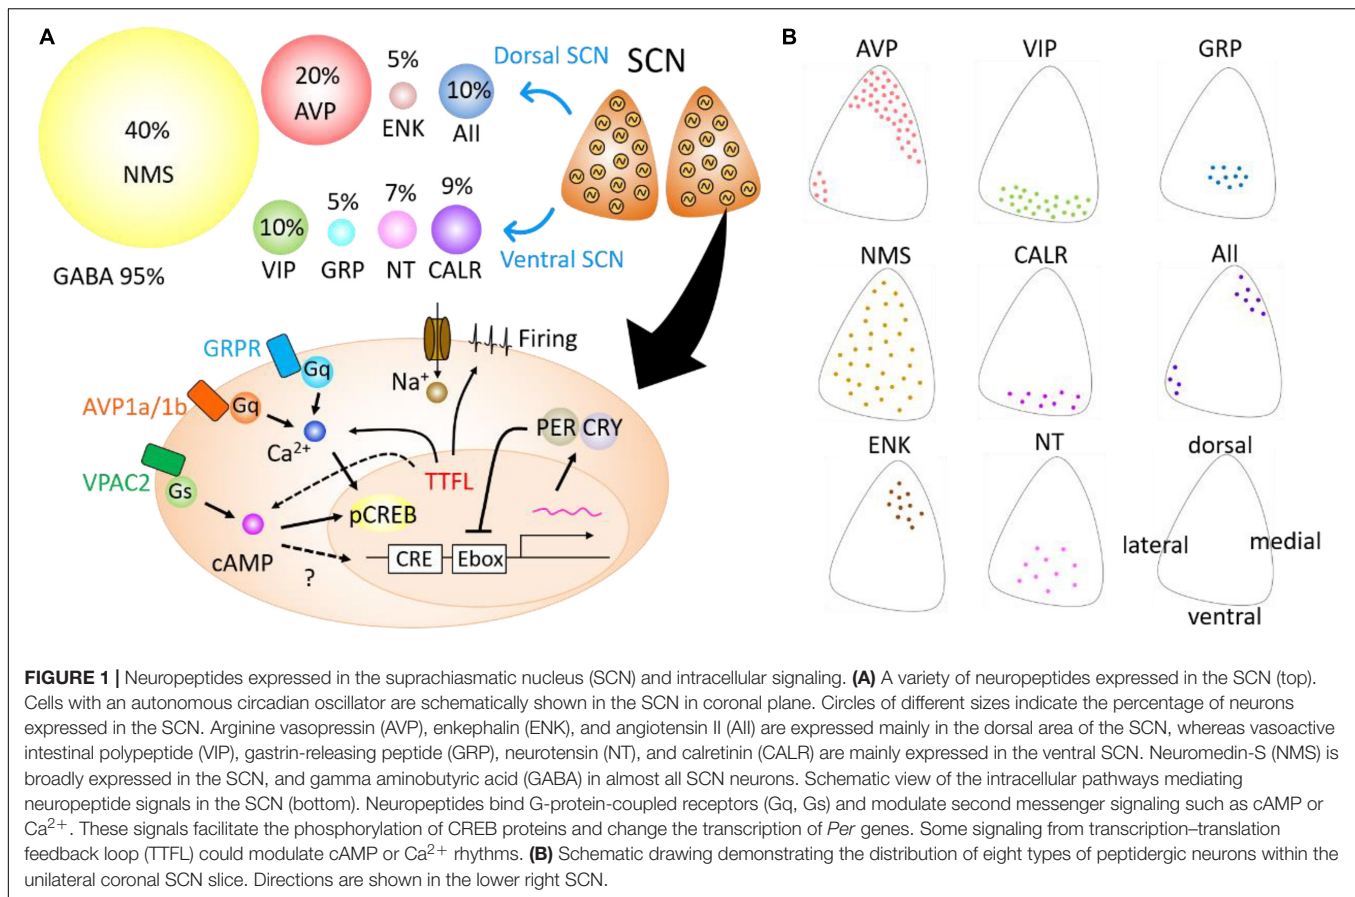 A
40%
NMS
GABA 95%
20%
AVP
5%
ENK
10%
AII
Dorsal SCN
SCN
10%
VIP
5%
GRP
7%
NT
9%
CALR
Ventral SCN
GRPR
Gq
AVP1a/1b
Gq
VPAC2
Gs
Ca2+
cAMP
?
Na+
Firing
TTFL
pCREB
PER
CRY
CRE
Ebox
B
AVP
VIP
GRP
NMS
CALR
AII
ENK
NT
dorsal
lateral
medial
ventral
FIGURE 1 | Neuropeptides expressed in the suprachiasmatic nucleus (SCN) and intracellular signaling. (A) A variety of neuropeptides expressed in the SCN (top).
Cells with an autonomous circadian oscillator are schematically shown in the SCN in coronal plane. Circles of different sizes indicate the percentage of neurons
expressed in the SCN. Arginine vasopressin (AVP), enkephalin (ENK), and angiotensin II (AII) are expressed mainly in the dorsal area of the SCN, whereas vasoactive
intestinal polypeptide (VIP), gastrin-releasing peptide (GRP), neurotensin (NT), and calretinin (CALR) are mainly expressed in the ventral SCN. Neuromedin-S (NMS) is
broadly expressed in the SCN, and gamma aminobutyric acid (GABA) in almost all SCN neurons. Schematic view of the intracellular pathways mediating
neuropeptide signals in the SCN (bottom). Neuropeptides bind G-protein-coupled receptors (Gq, Gs) and modulate second messenger signaling such as cAMP or
Ca2+. These signals facilitate the phosphorylation of CREB proteins and change the transcription of Per genes. Some signaling from transcription–translation
feedback loop (TTFL) could modulate cAMP or Ca2+ rhythms. (B) Schematic drawing demonstrating the distribution of eight types of peptidergic neurons within the
unilateral coronal SCN slice. Directions are shown in the lower right SCN.